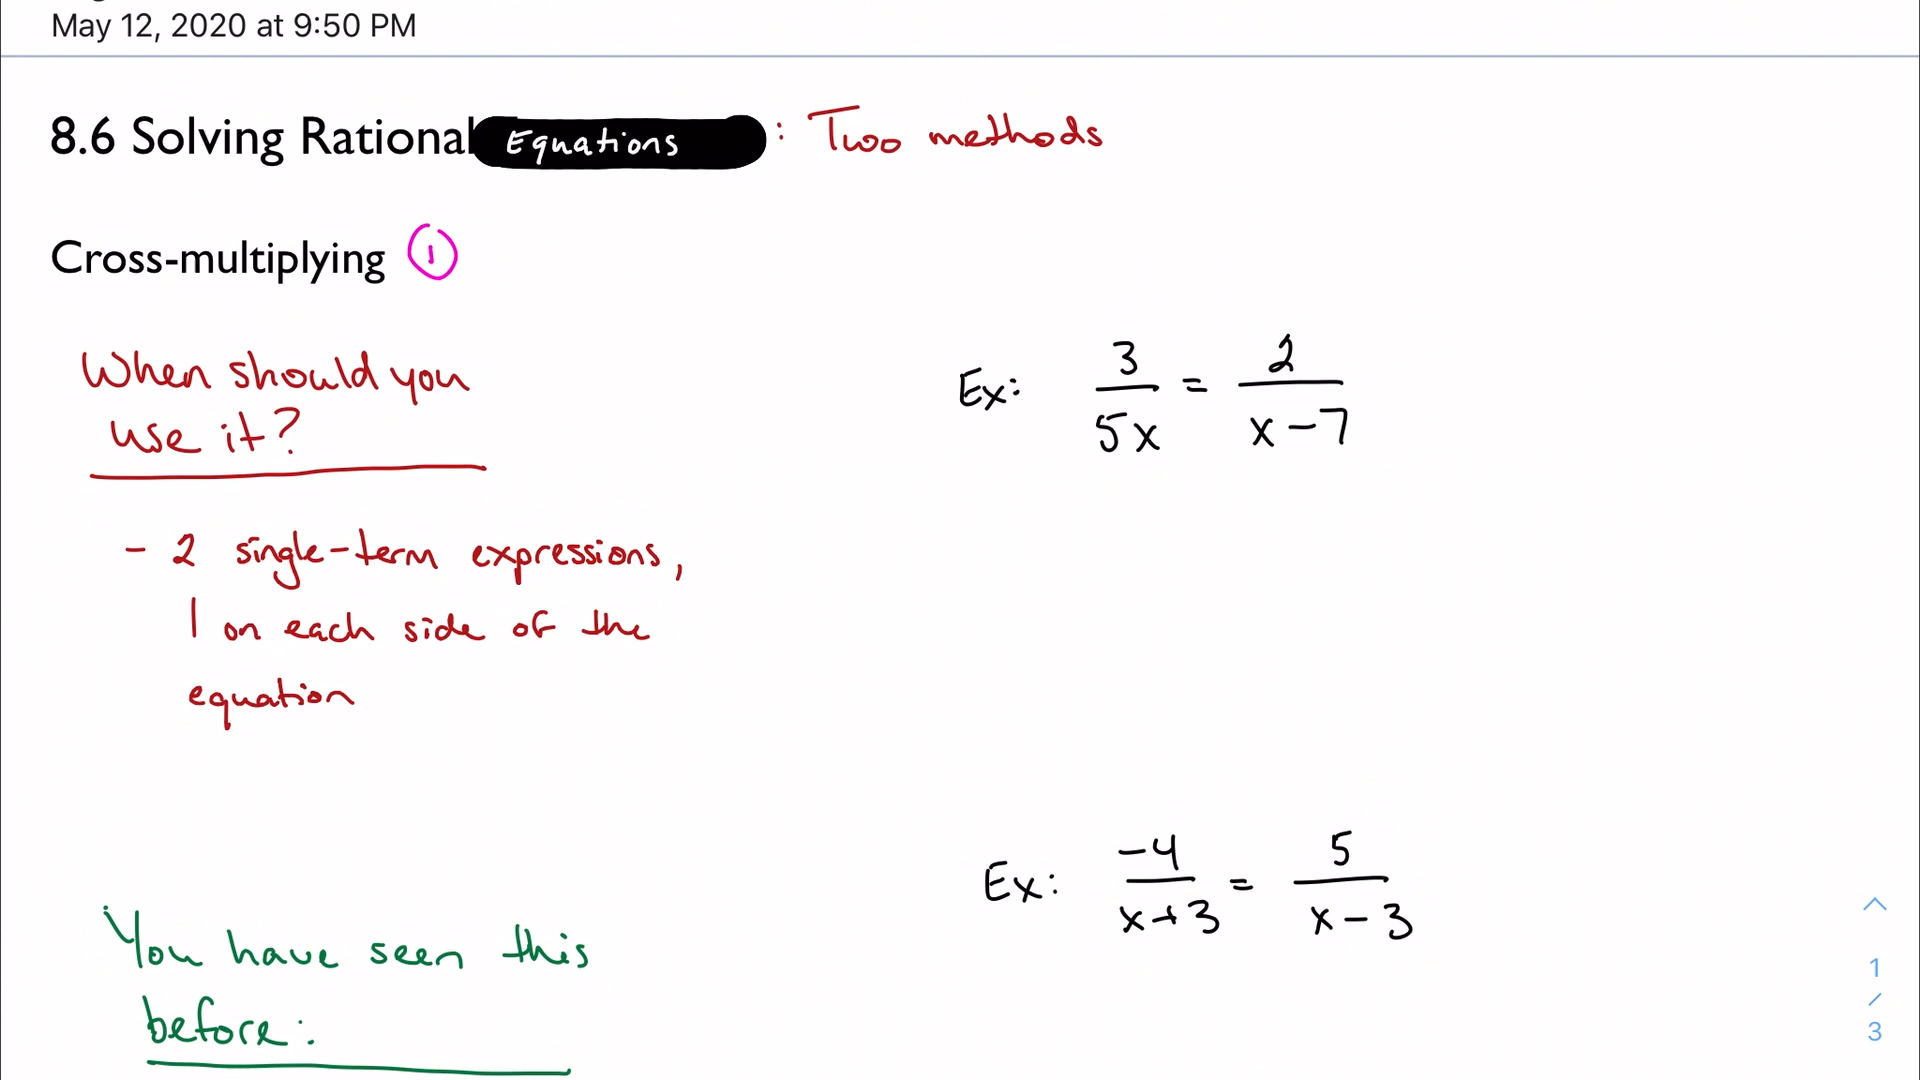 May 12, 2020 at 9:50 PM
8.6 Solving Rational Equations : Two methods
Cross-multiplying ①
When should you
use it?
- 2 single-term expressions,
1 on each side of the
equation
Ex: 3/5x = 2/x-7
Ex: -4/x+3 = 5/x-3
You have seen this
before:
1
/
3